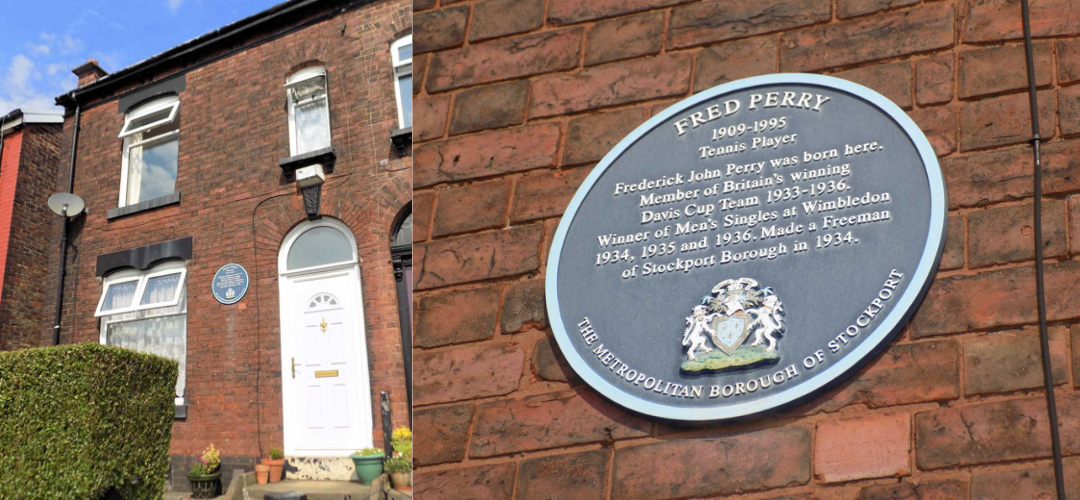 FRED PERRY
1909-1995
Tennis Player
Frederick John Perry was born here.
Member of Britain's winning
Davis Cup Team 1933-1936.
Winner of Men's Singles at Wimbledon
1934, 1935 and 1936. Made a Freeman
of Stockport Borough in 1934.
THE METROPOLITAN BOROUGH OF STOCKPORT